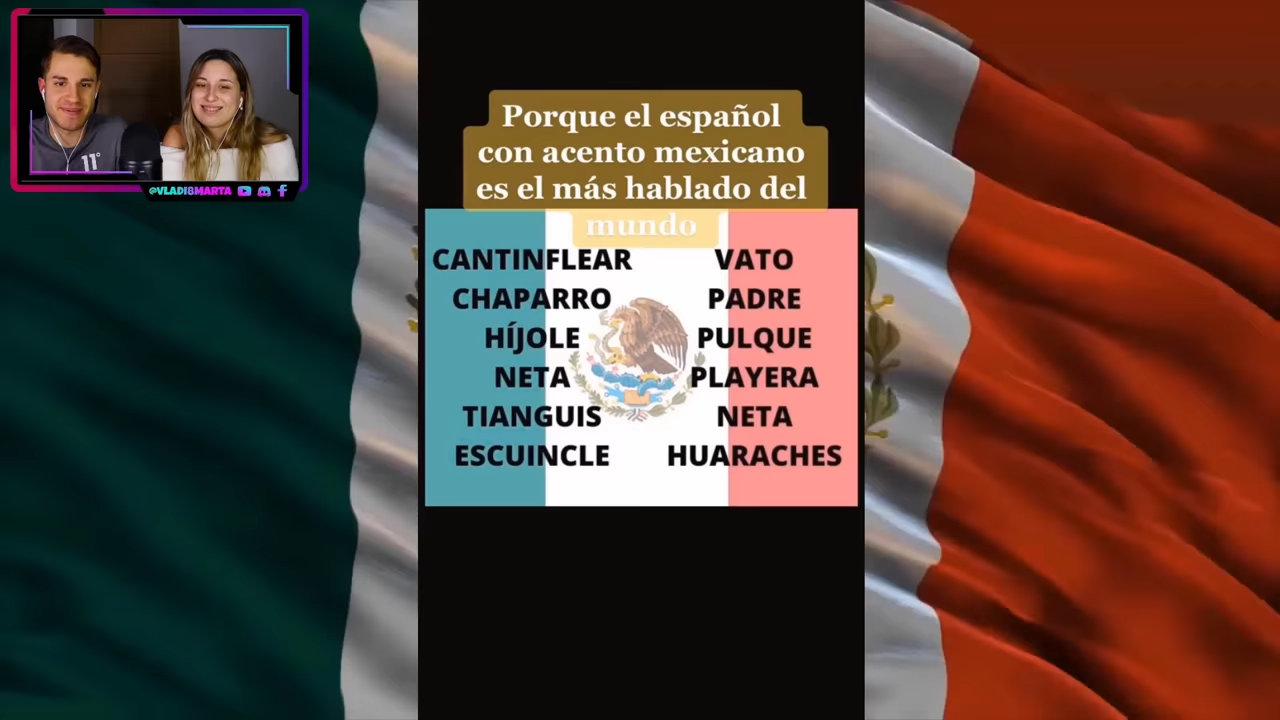 11°
@VLADI&MARTA
Porque el español
con acento mexicano
es el más hablado del
mundo
CANTINFLEAR
CHAPARRO
HÍJOLE
NETA
TIANGUIS
ESCUINCLE
VATO
PADRE
PULQUE
PLAYERA
NETA
HUARACHES